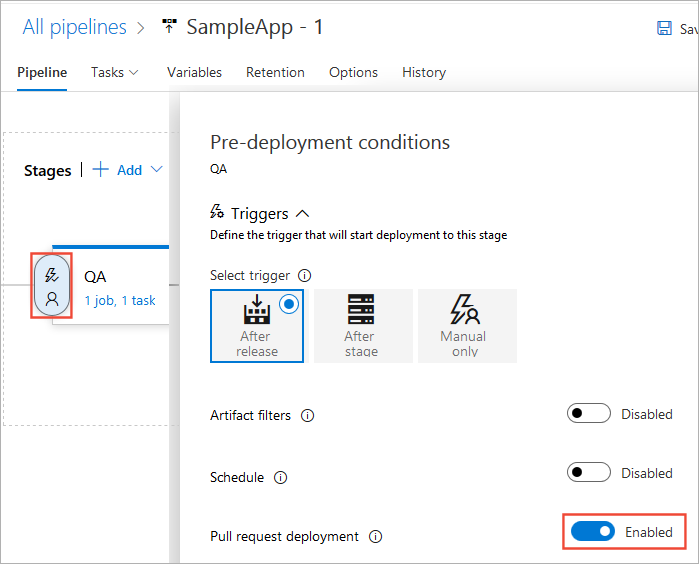 All pipelines > SampleApp - 1
Sav
Pipeline Tasks Variables Retention Options History
Stages | + Add
QA
1 job, 1 task
Pre-deployment conditions
QA
Triggers
Define the trigger that will start deployment to this stage
Select trigger
After
release
After
stage
Manual
only
Artifact filters
Disabled
Schedule
Disabled
Pull request deployment
Enabled